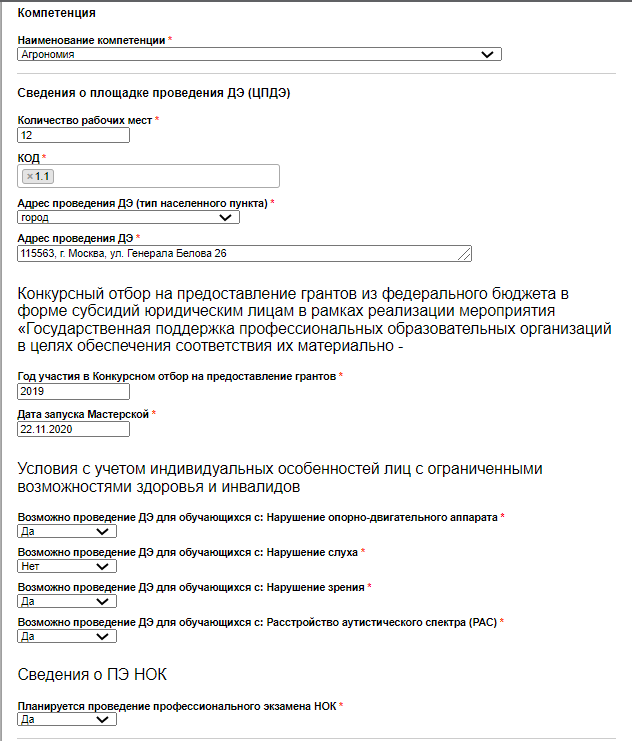 Компетенция
Наименование компетенции *
Агрономия
Сведения о площадке проведения ДЭ (ЦПДЭ)
Количество рабочих мест *
12
КОД *
×1.1
Адрес проведения ДЭ (тип населенного пункта) *
город
Адрес проведения ДЭ *
115563, г. Москва, ул. Генерала Белова 26
Конкурсный отбор на предоставление грантов из федерального бюджета в
форме субсидий юридическим лицам в рамках реализации мероприятия
«Государственная поддержка профессиональных образовательных организаций
в целях обеспечения соответствия их материально -
Год участия в Конкурсном отбор на предоставление грантов *
2019
Дата запуска Мастерской *
22.11.2020
Условия с учетом индивидуальных особенностей лиц с ограниченными
возможностями здоровья и инвалидов
Возможно проведение ДЭ для обучающихся с: Нарушение опорно-двигательного аппарата *
Да
Возможно проведение ДЭ для обучающихся с: Нарушение слуха *
Нет
Возможно проведение ДЭ для обучающихся с: Нарушение зрения *
Да
Возможно проведение ДЭ для обучающихся с: Расстройство аутистического спектра (РАС) *
Да
Сведения о ПЭ НОК
Планируется проведение профессионального экзамена НОК *
Да